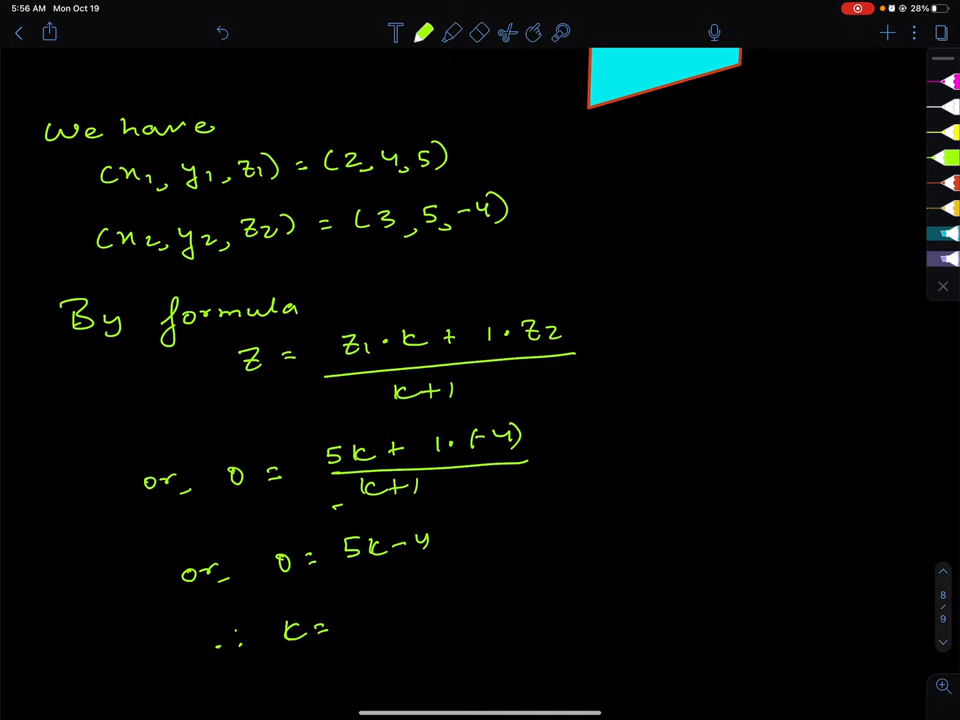 5:56 AM Mon Oct 19
28%
T
We have
(x1, y1, z1) = (2, 4, 5)
(x2, y2, z2) = (3, 5, -4)
By formula
z = z1 · k + 1 · z2
k+1
or, 0 = 5k + 1 · (-4)
k+1
or, 0 = 5k - 4
∴ k =
8
/
9